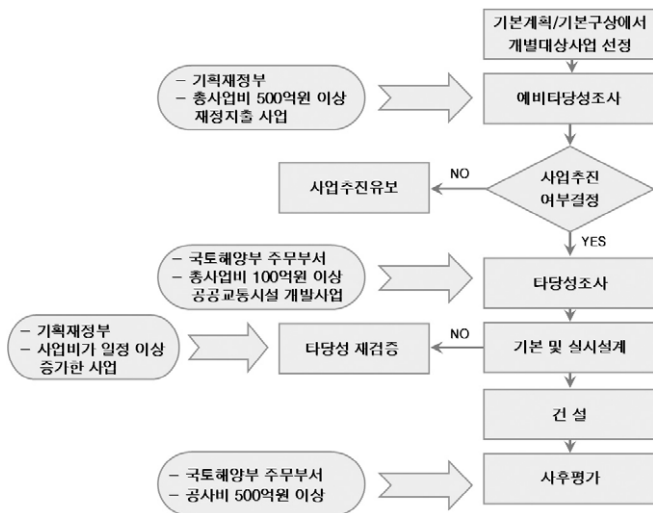 기본계획/기본구상에서
개별대상사업 선정
– 기획재정부
– 총사업비 500억원 이상
재정지출 사업
예비타당성조사
사업추진유보
NO
사업추진
여부결정
YES
– 국토해양부 주무부서
– 총사업비 100억원 이상
공공교통시설 개발사업
타당성조사
– 기획재정부
– 사업비가 일정 이상
증가한 사업
타당성 재검증
NO
기본 및 실시설계
건 설
– 국토해양부 주무부서
– 공사비 500억원 이상
사후평가